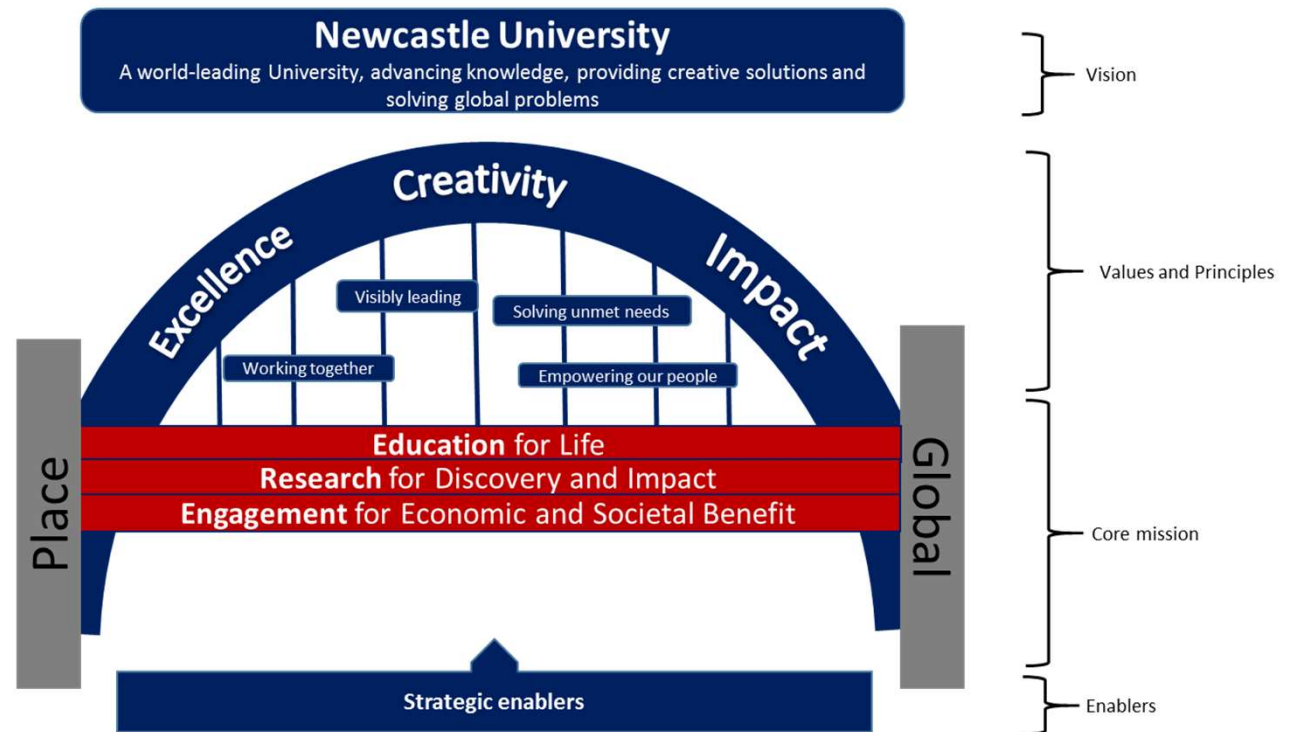 Newcastle University
A world-leading University, advancing knowledge, providing creative solutions and
solving global problems
Vision
Creativity
Excellence
Impact
Values and Principles
Visibly leading
Solving unmet needs
Working together
Empowering our people
Place
Global
Education for Life
Research for Discovery and Impact
Engagement for Economic and Societal Benefit
Core mission
Strategic enablers
Enablers